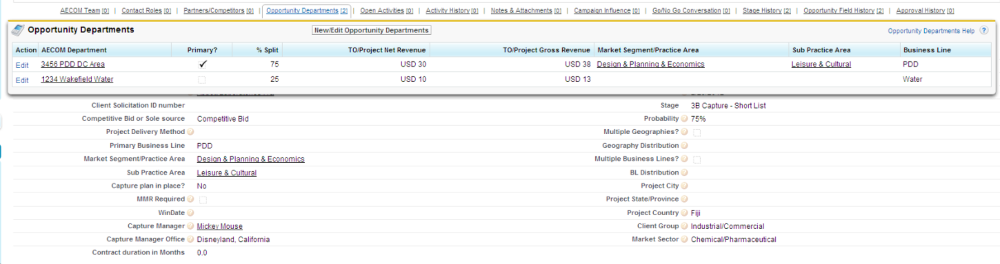 AECOM Team [0] | Contact Roles [0] | Partners/Competitors [0] | Opportunity Departments [2] | Open Activities [0] | Activity History [0] | Notes & Attachments [0] | Campaign Influence [0] | Go/No Go Conversation [0] | Stage History [2] | Opportunity Field History [2] | Approval History [0]
Opportunity Departments New/Edit Opportunity Departments Opportunity Departments Help ?
Action AECOM Department Primary? % Split TO/Project Net Revenue TO/Project Gross Revenue Market Segment/Practice Area Sub Practice Area Business Line
Edit 3456 PDD DC Area ✓ 75 USD 30 USD 38 Design & Planning & Economics Leisure & Cultural PDD
Edit 1234 Wakefield Water 25 USD 10 USD 13 Water
Client Solicitation ID number Stage 3B Capture - Short List
Competitive Bid or Sole source Competitive Bid Probability 75%
Project Delivery Method Multiple Geographies?
Primary Business Line PDD Geography Distribution
Market Segment/Practice Area Design & Planning & Economics Multiple Business Lines?
Sub Practice Area Leisure & Cultural BL Distribution
Capture plan in place? No Project City
MMR Required Project State/Province
WinDate Project Country Fiji
Capture Manager Mickey Mouse Client Group Industrial/Commercial
Capture Manager Office Disneyland, California Market Sector Chemical/Pharmaceutical
Contract duration in Months 0.0